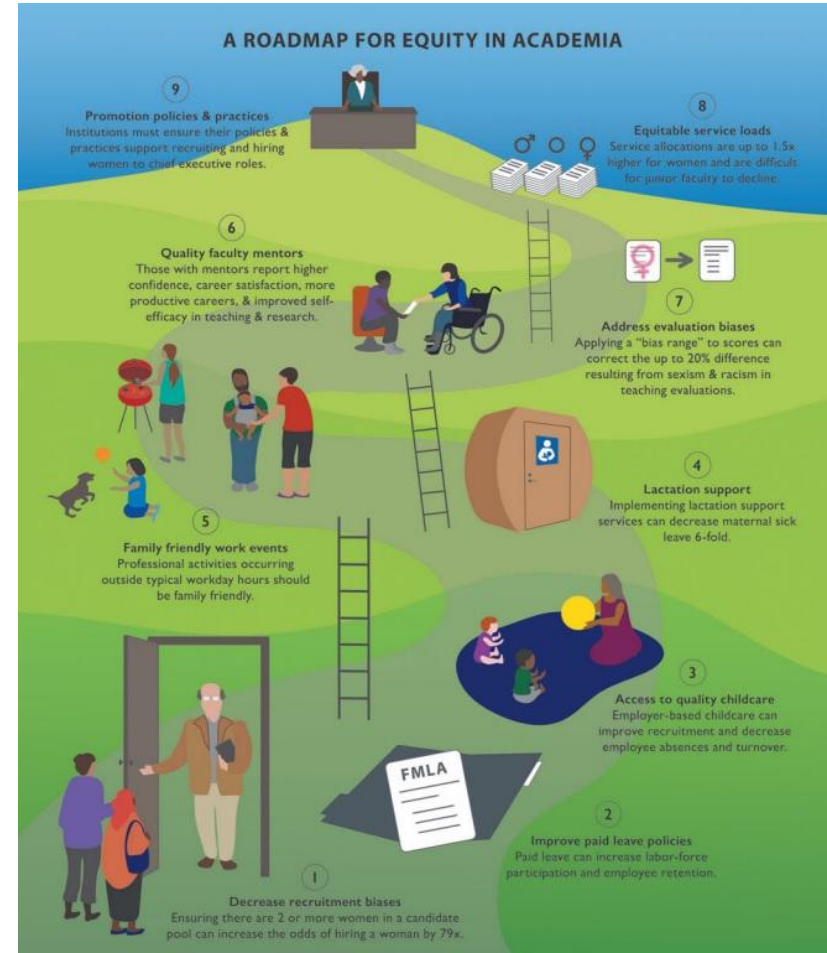 A ROADMAP FOR EQUITY IN ACADEMIA
9
Promotion policies & practices
Institutions must ensure their policies &
practices support recruiting and hiring
women to chief executive roles.
8
Equitable service loads
Service allocations are up to 1.5x
higher for women and are difficult
for junior faculty to decline.
6
Quality faculty mentors
Those with mentors report higher
confidence, career satisfaction, more
productive careers, & improved self-
efficacy in teaching & research.
7
Address evaluation biases
Applying a "bias range" to scores can
correct the up to 20% difference
resulting from sexism & racism in
teaching evaluations.
4
Lactation support
Implementing lactation support
services can decrease maternal sick
leave 6-fold.
5
Family friendly work events
Professional activities occurring
outside typical workday hours should
be family friendly.
3
Access to quality childcare
Employer-based childcare can
improve recruitment and decrease
employee absences and turnover.
FMLA
2
Improve paid leave policies
Paid leave can increase labor-force
participation and employee retention.
1
Decrease recruitment biases
Ensuring there are 2 or more women in a candidate
pool can increase the odds of hiring a woman by 79x.